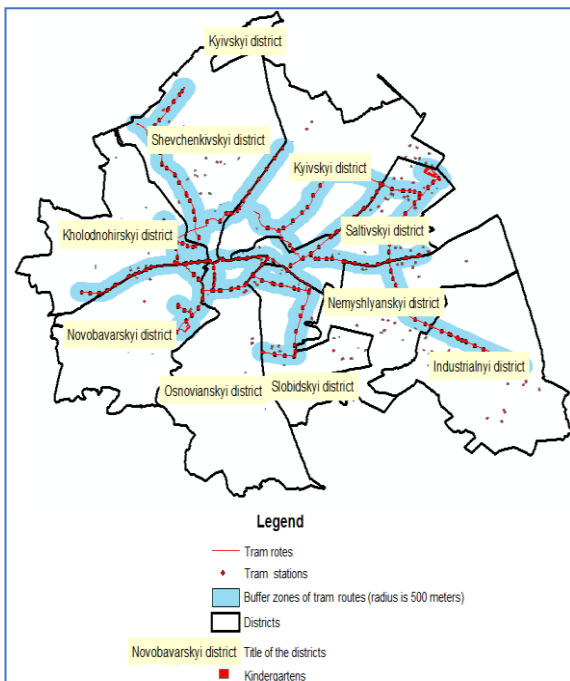 Kyivskyi district
Shevchenkivskyi district
Kyivskyi district
Kholodnohirskyi district
Saltivskyi district
Nemyshlyanskyi district
Novobavarskyi district
Industrialnyi district
Osnovianskyi district
Slobidskyi district
Legend
Tram rotes
Tram stations
Buffer zones of tram routes (radius is 500 meters)
Districts
Novobavarskyi district Title of the districts
Kindergartens